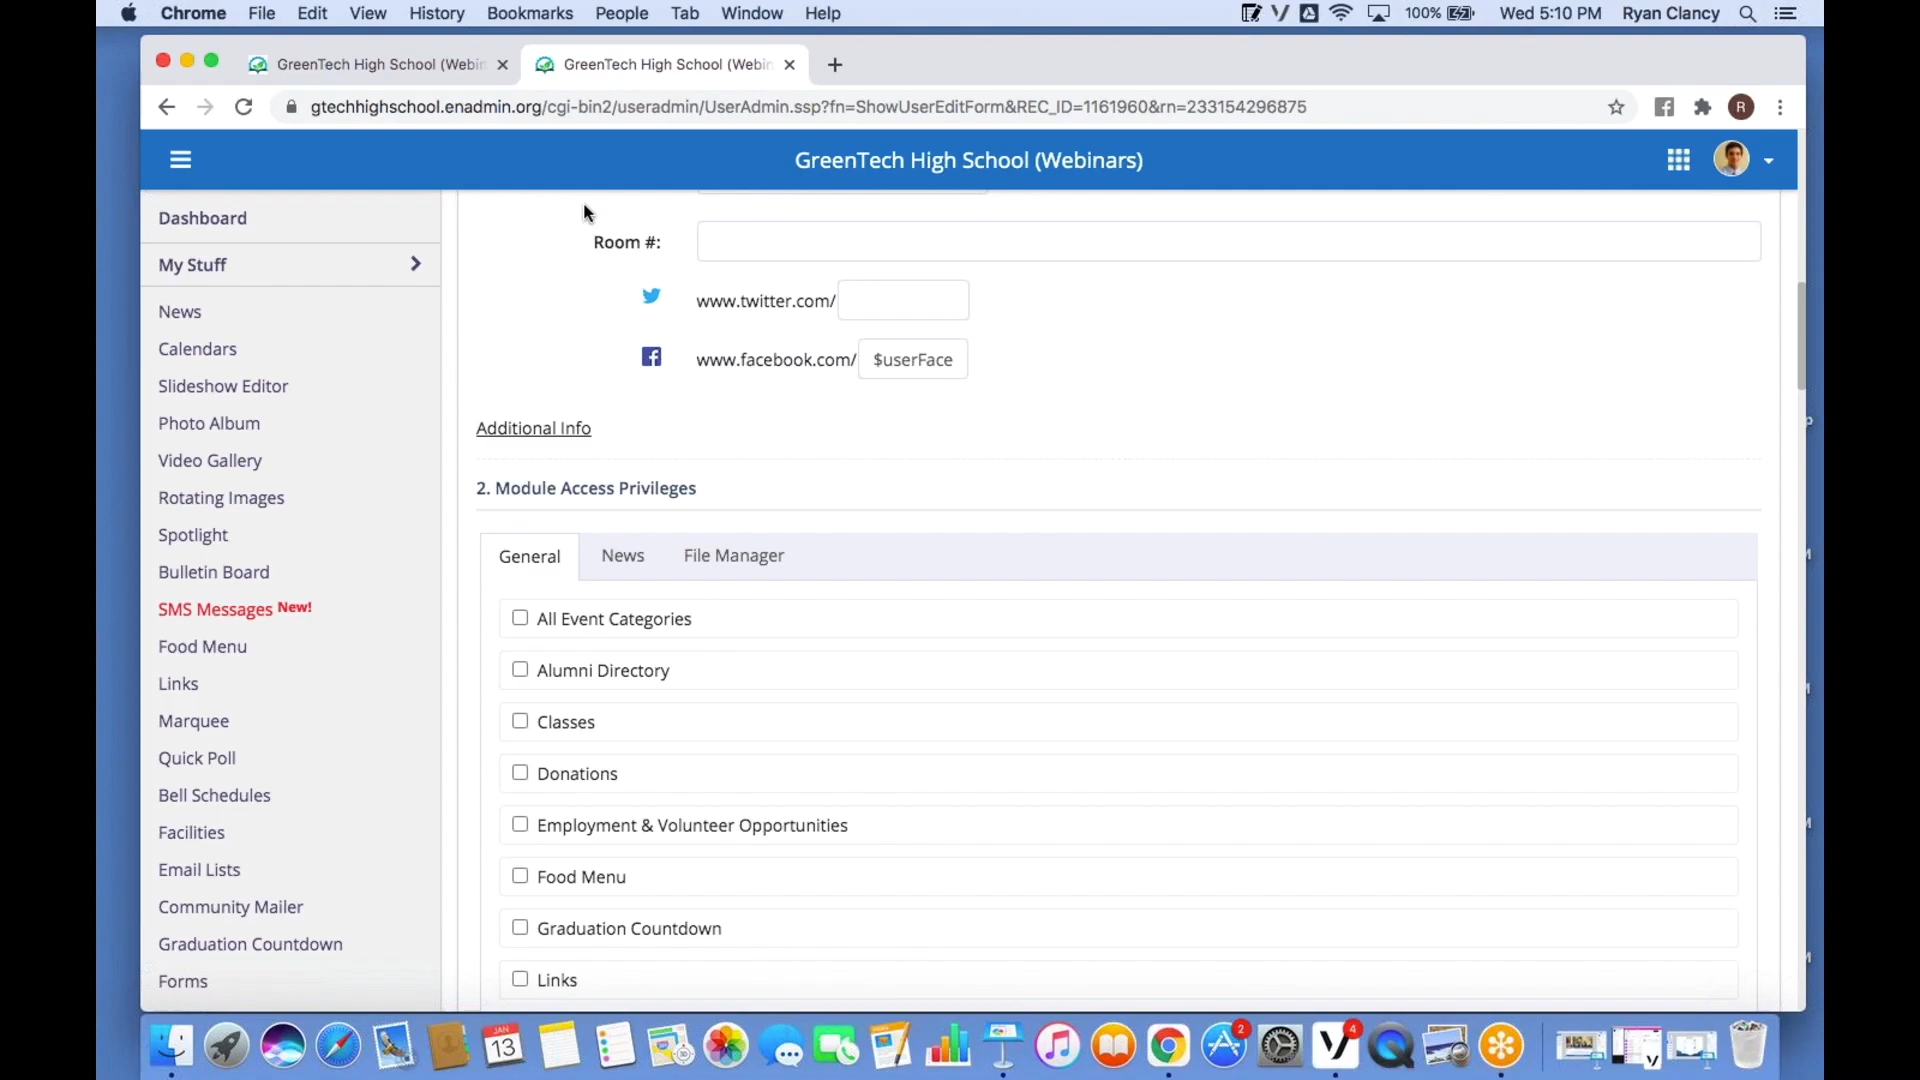 Chrome File Edit View History Bookmarks People Tab Window Help 100% Wed 5:10 PM Ryan Clancy
GreenTech High School (Webin
GreenTech High School (Webin
gtechhighschool.enadmin.org/cgi-bin2/useradmin/UserAdmin.ssp?fn=ShowUserEditForm&REC_ID=1161960&rn=233154296875
R
GreenTech High School (Webinars)
Dashboard
My Stuff
News
Calendars
Slideshow Editor
Photo Album
Video Gallery
Rotating Images
Spotlight
Bulletin Board
SMS Messages New!
Food Menu
Links
Marquee
Quick Poll
Bell Schedules
Facilities
Email Lists
Community Mailer
Graduation Countdown
Forms
Room #:
www.twitter.com/
www.facebook.com/ $userFace
Additional Info
2. Module Access Privileges
General News File Manager
All Event Categories
Alumni Directory
Classes
Donations
Employment & Volunteer Opportunities
Food Menu
Graduation Countdown
Links
JAN
13
2
4